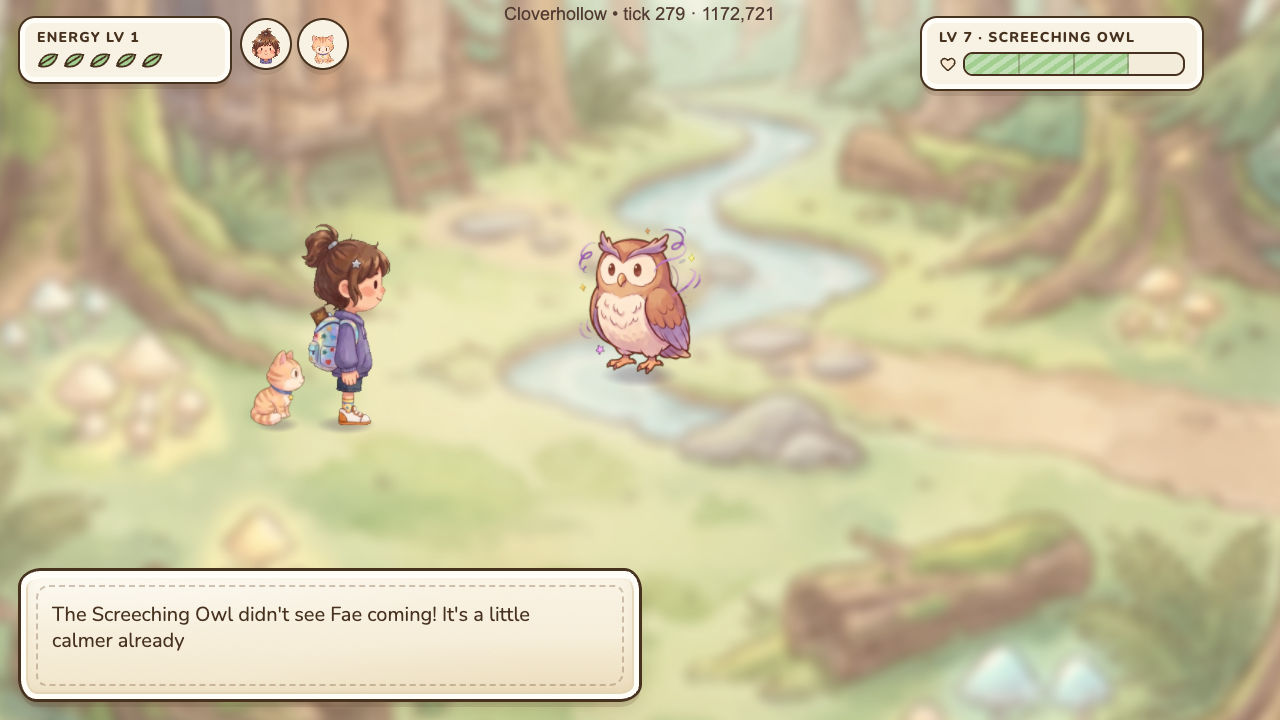 Cloverhollow • tick 279 · 1172,721
ENERGY LV 1
LV 7 · SCREECHING OWL
The Screeching Owl didn't see Fae coming! It's a little
calmer already